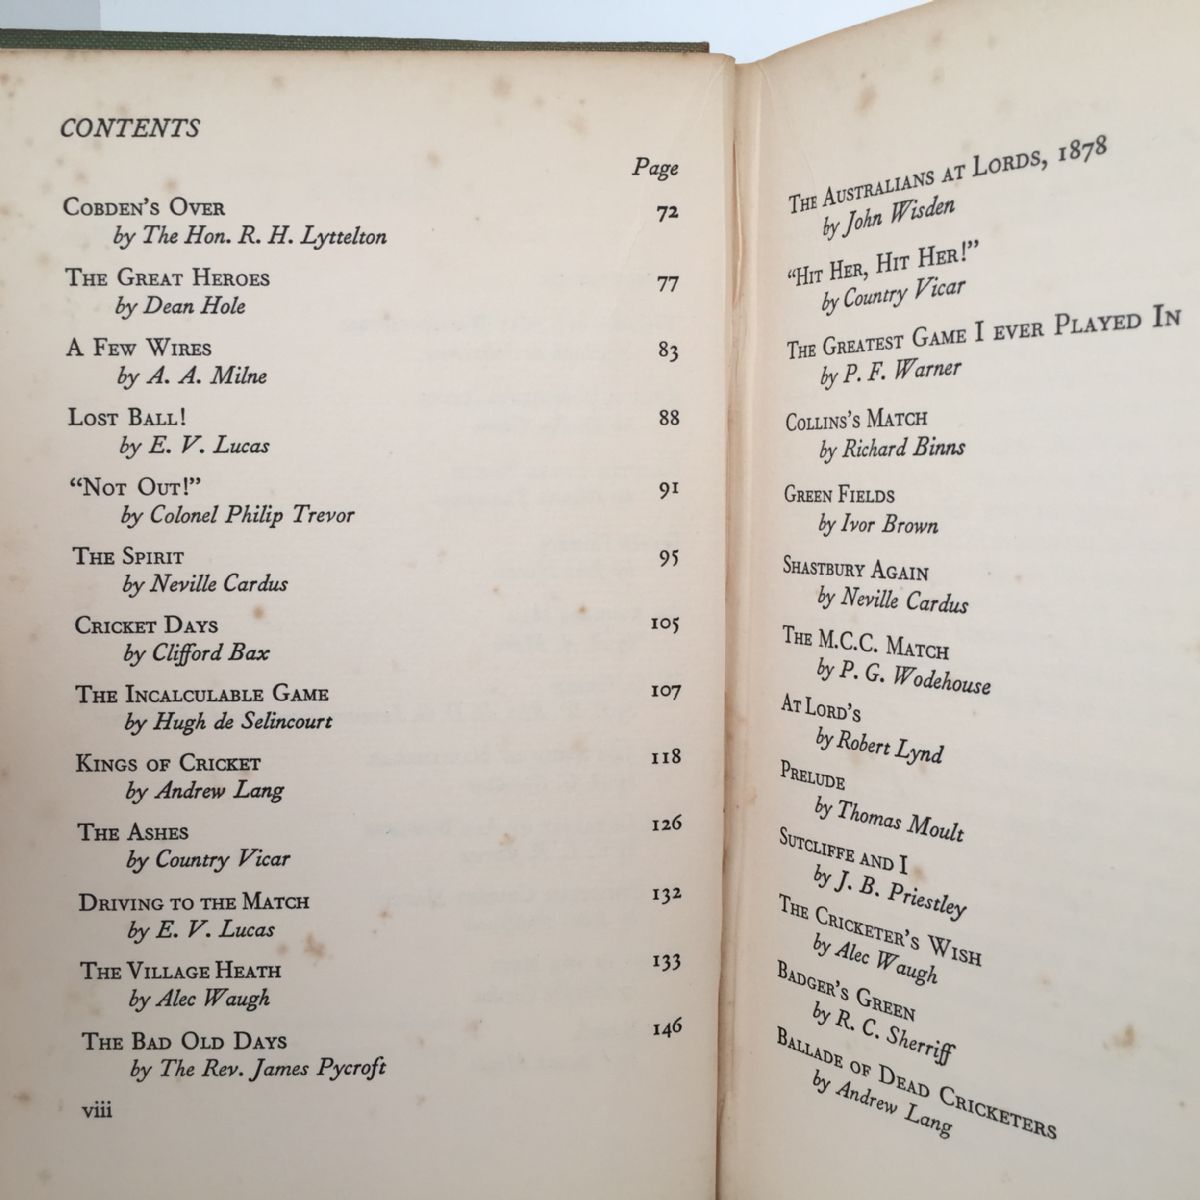 CONTENTS
Page
COBDEN'S OVER 72
by The Hon. R. H. Lyttelton
THE GREAT HEROES 77
by Dean Hole
A FEW WIRES 83
by A. A. Milne
LOST BALL! 88
by E. V. Lucas
“NOT OUT!” 91
by Colonel Philip Trevor
THE SPIRIT 95
by Neville Cardus
CRICKET DAYS 105
by Clifford Bax
THE INCALCULABLE GAME 107
by Hugh de Selincourt
KINGS OF CRICKET 118
by Andrew Lang
THE ASHES 126
by Country Vicar
DRIVING TO THE MATCH 132
by E. V. Lucas
THE VILLAGE HEATH 133
by Alec Waugh
THE BAD OLD DAYS 146
by The Rev. James Pycroft
viii
THE AUSTRALIANS AT LORDS, 1878
by John Wisden
“HIT HER, HIT HER!”
by Country Vicar
THE GREATEST GAME I EVER PLAYED IN
by P. F. Warner
COLLINS'S MATCH
by Richard Binns
GREEN FIELDS
by Ivor Brown
SHASTBURY AGAIN
by Neville Cardus
THE M.C.C. MATCH
by P. G. Wodehouse
AT LORD'S
by Robert Lynd
PRELUDE
by Thomas Moult
SUTCLIFFE AND I
by J. B. Priestley
THE CRICKETER'S WISH
by Alec Waugh
BADGER'S GREEN
by R. C. Sherriff
BALLADE OF DEAD CRICKETERS
by Andrew Lang